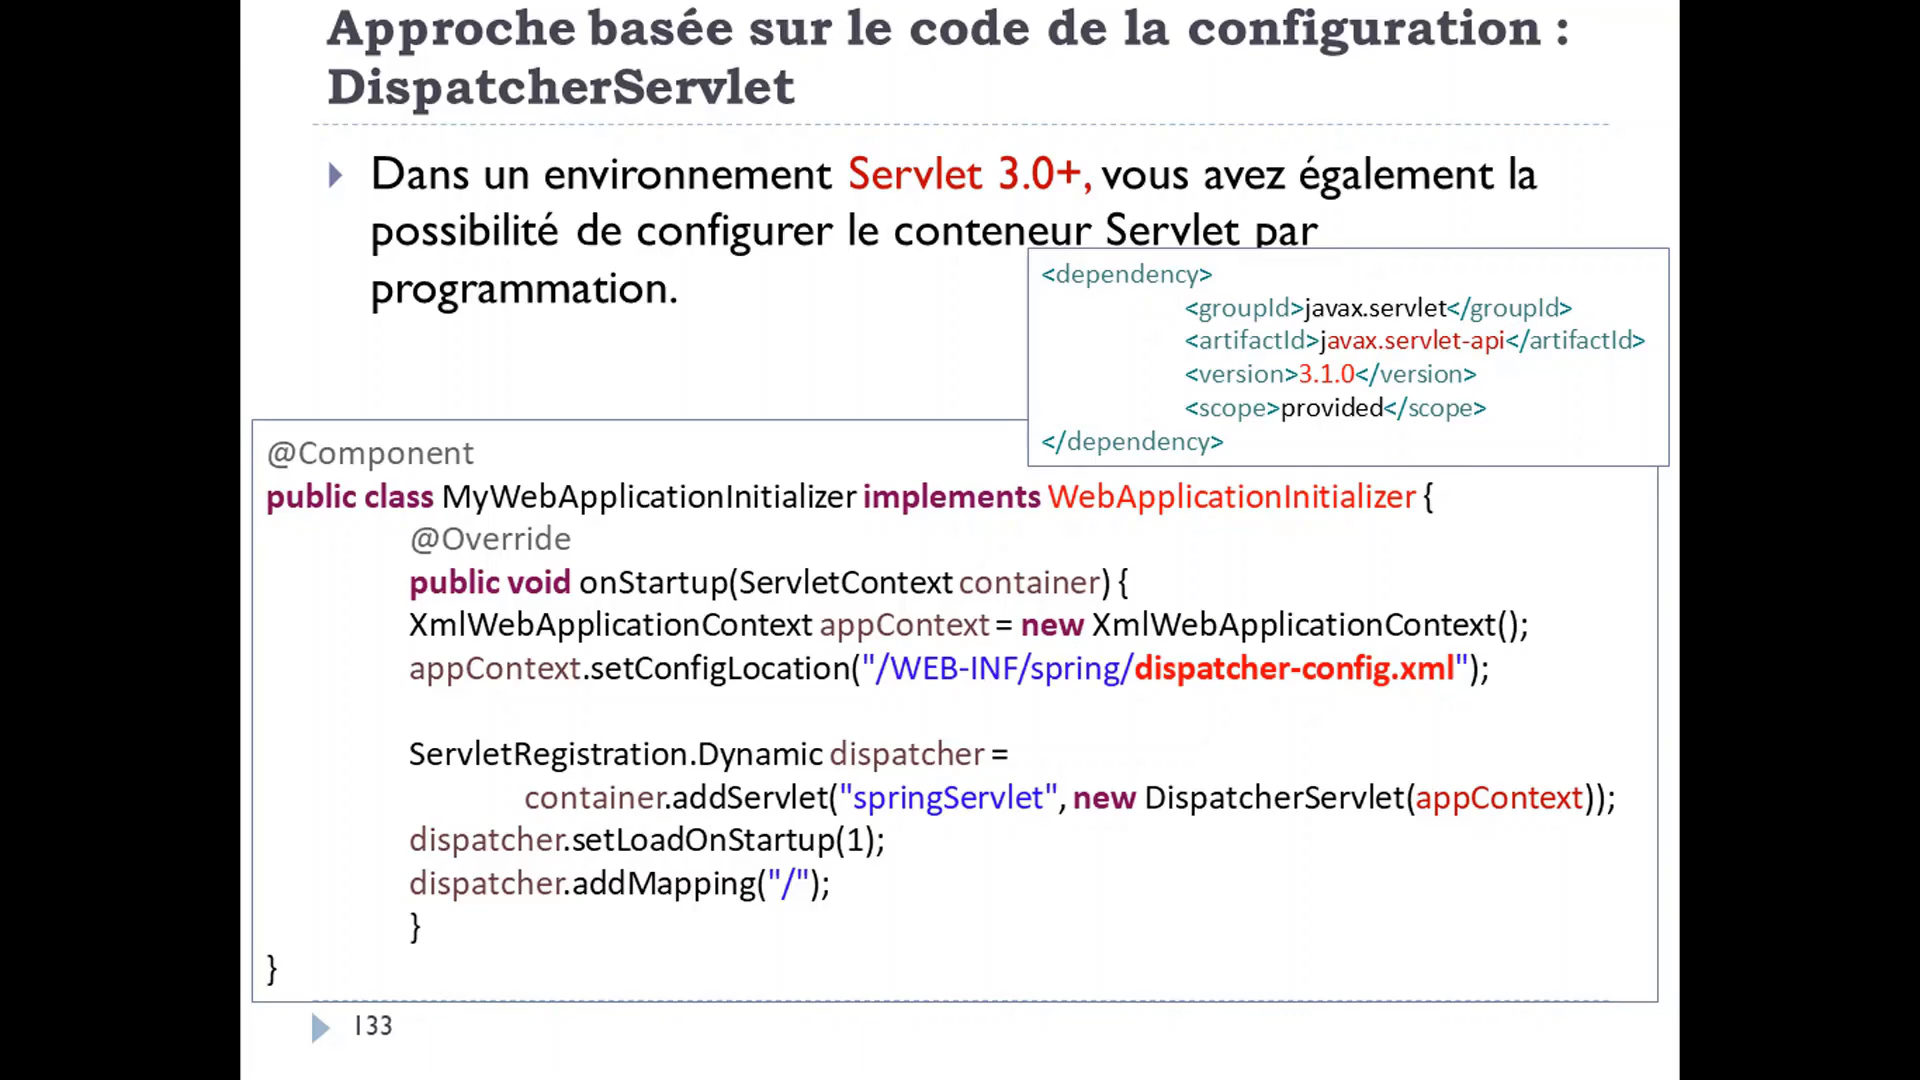 Approche basée sur le code de la configuration :
DispatcherServlet
Dans un environnement Servlet 3.0+, vous avez également la
possibilité de configurer le conteneur Servlet par
programmation.
<dependency>
<groupId>javax.servlet</groupId>
<artifactId>javax.servlet-api</artifactId>
<version>3.1.0</version>
<scope>provided</scope>
</dependency>
@Component
public class MyWebApplicationInitializer implements WebApplicationInitializer {
@Override
public void onStartup(ServletContext container) {
XmlWebApplicationContext appContext = new XmlWebApplicationContext();
appContext.setConfigLocation("/WEB-INF/spring/dispatcher-config.xml");
ServletRegistration.Dynamic dispatcher =
container.addServlet("springServlet", new DispatcherServlet(appContext));
dispatcher.setLoadOnStartup(1);
dispatcher.addMapping("/");
}
}
133